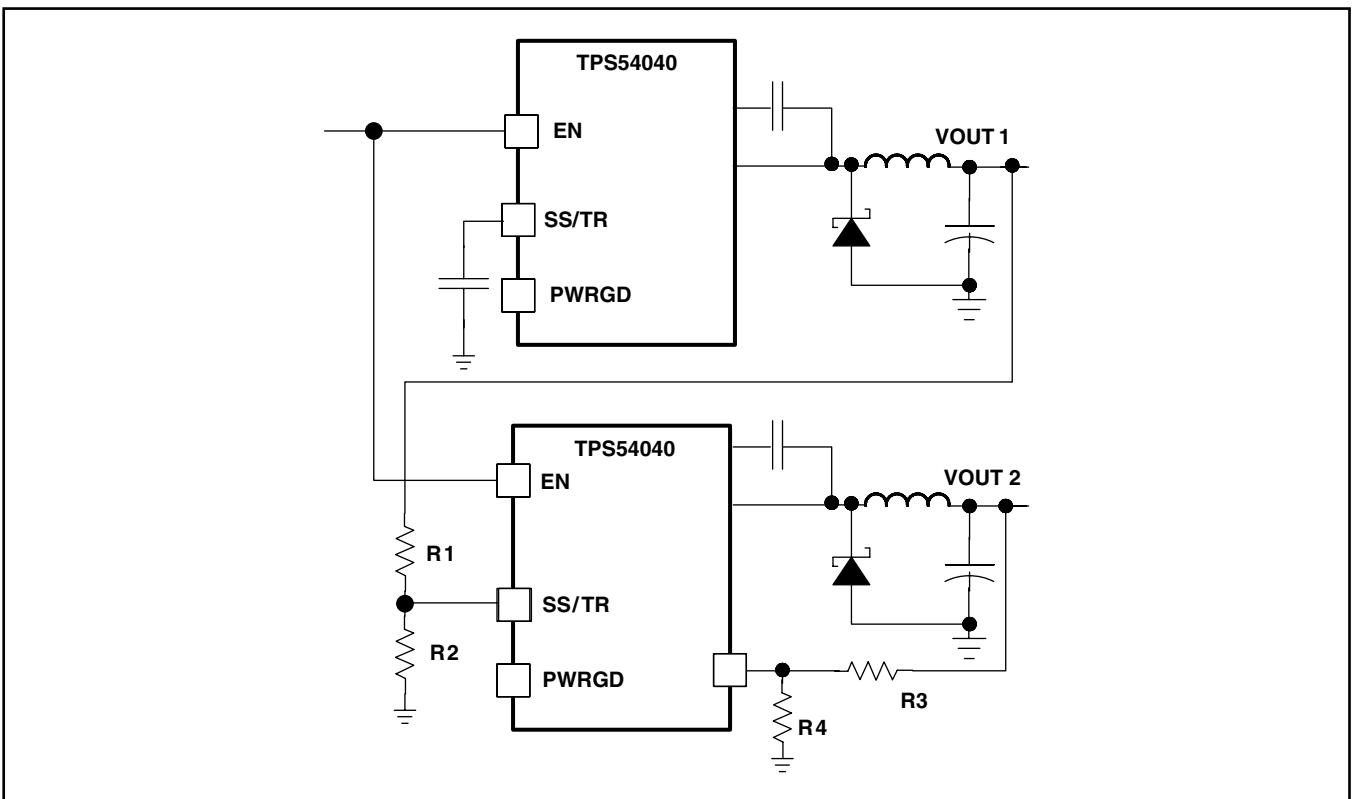 TPS54040
EN
VOUT 1
SS/TR
PWRGD
TPS54040
EN
VOUT 2
R1
SS/TR
R2
PWRGD
R3
R4